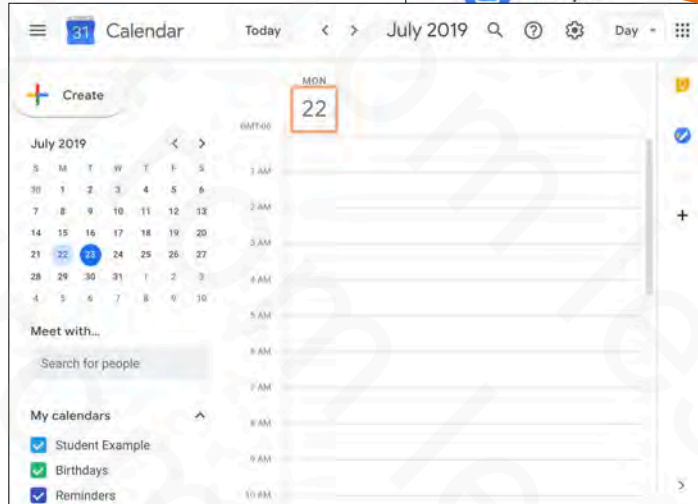 31 Calendar Today < > July 2019 Day
Create
MON
22
GMT-06
July 2019 < >
S M T W T F S
30 1 2 3 4 5 6
7 8 9 10 11 12 13
14 15 16 17 18 19 20
21 22 23 24 25 26 27
28 29 30 31 1 2 3
4 5 6 7 8 9 10
1 AM
2 AM
3 AM
4 AM
5 AM
6 AM
7 AM
8 AM
9 AM
10 AM
Meet with...
Search for people
My calendars
Student Example
Birthdays
Reminders